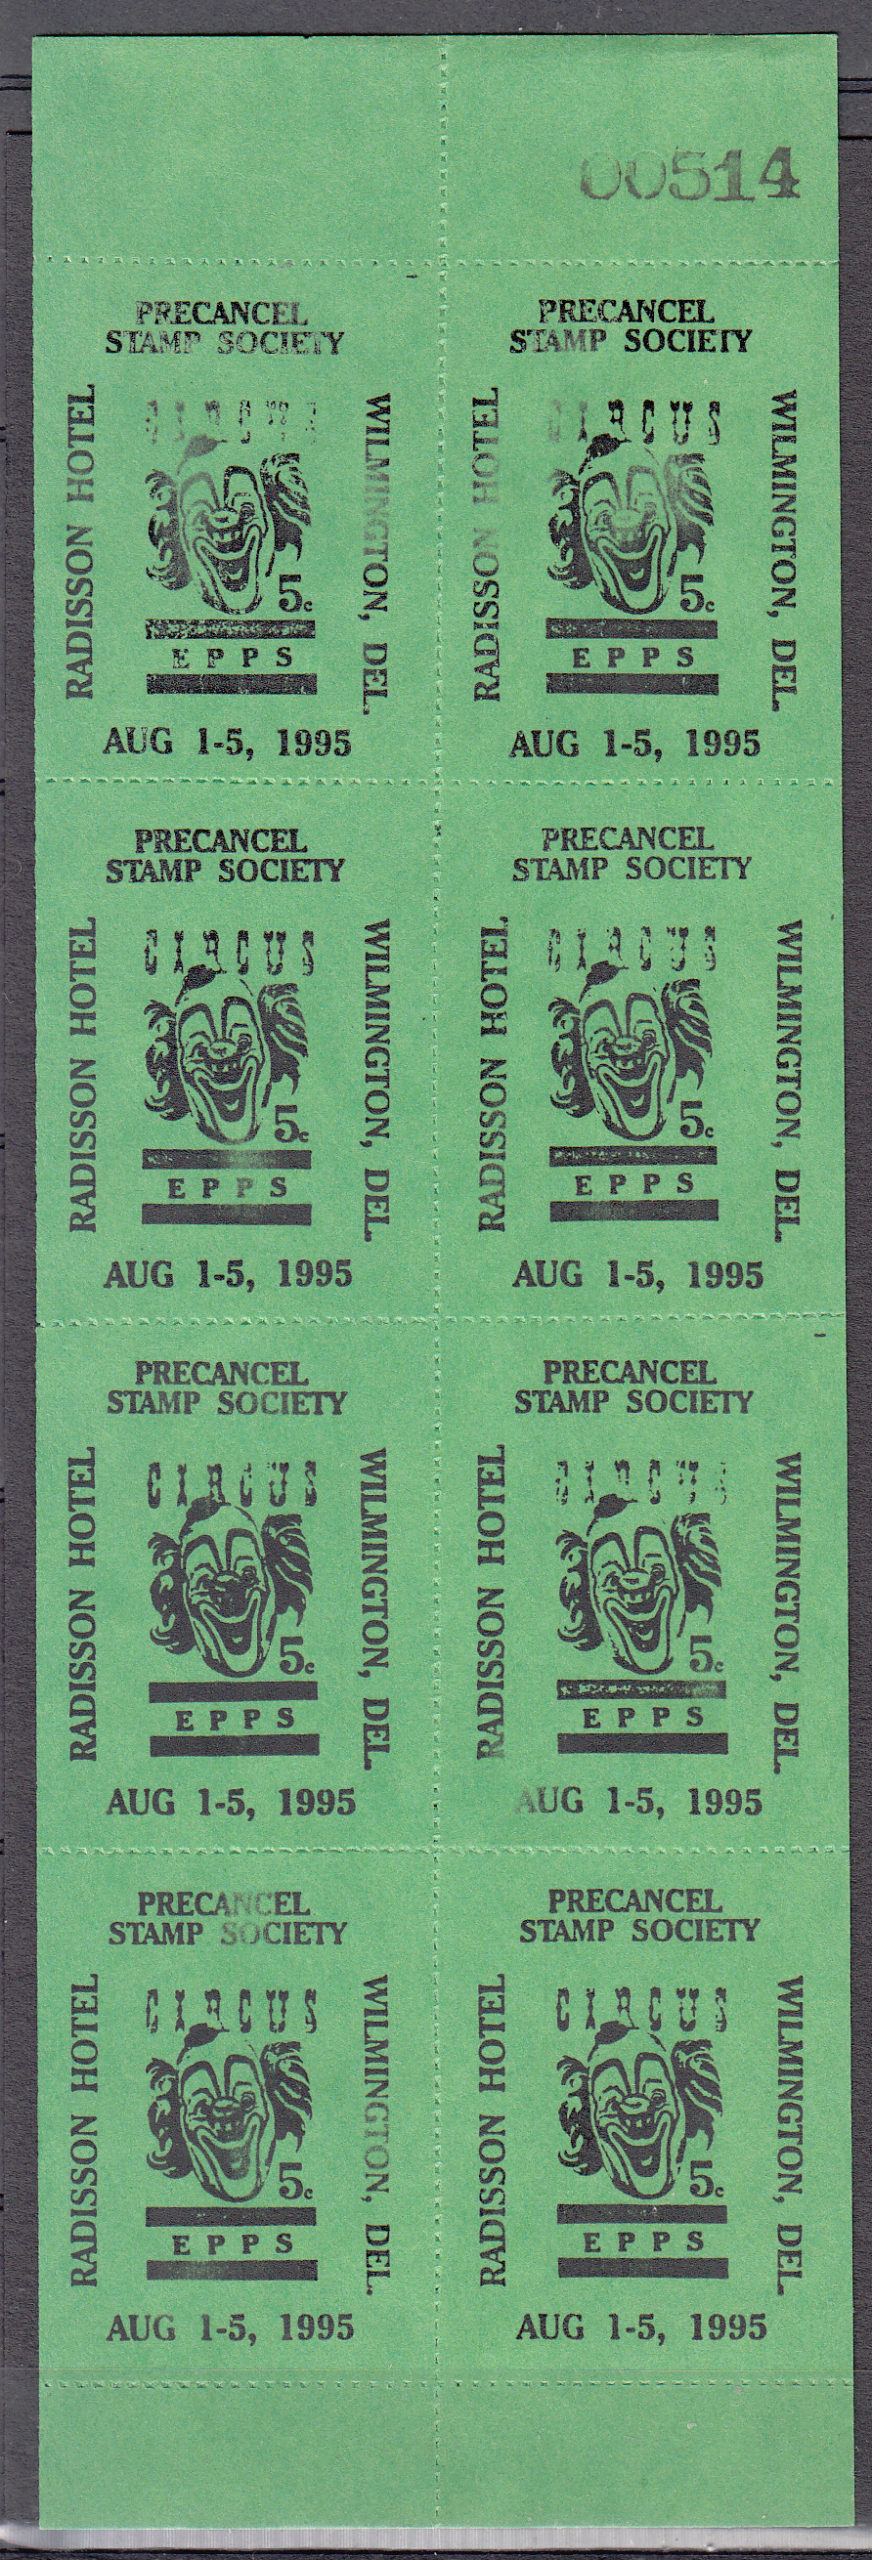 00514
PRECANCEL
STAMP SOCIETY
RADISSON HOTEL
CIRCUS
WILMINGTON, DEL.
5c
EPPS
AUG 1-5, 1995
PRECANCEL
STAMP SOCIETY
RADISSON HOTEL
CIRCUS
WILMINGTON, DEL.
5c
EPPS
AUG 1-5, 1995
PRECANCEL
STAMP SOCIETY
RADISSON HOTEL
CIRCUS
WILMINGTON, DEL.
5c
EPPS
AUG 1-5, 1995
PRECANCEL
STAMP SOCIETY
RADISSON HOTEL
CIRCUS
WILMINGTON, DEL.
5c
EPPS
AUG 1-5, 1995
PRECANCEL
STAMP SOCIETY
RADISSON HOTEL
CIRCUS
WILMINGTON, DEL.
5c
EPPS
AUG 1-5, 1995
PRECANCEL
STAMP SOCIETY
RADISSON HOTEL
CIRCUS
WILMINGTON, DEL.
5c
EPPS
AUG 1-5, 1995
PRECANCEL
STAMP SOCIETY
RADISSON HOTEL
CIRCUS
WILMINGTON, DEL.
5c
EPPS
AUG 1-5, 1995
PRECANCEL
STAMP SOCIETY
RADISSON HOTEL
CIRCUS
WILMINGTON, DEL.
5c
EPPS
AUG 1-5, 1995